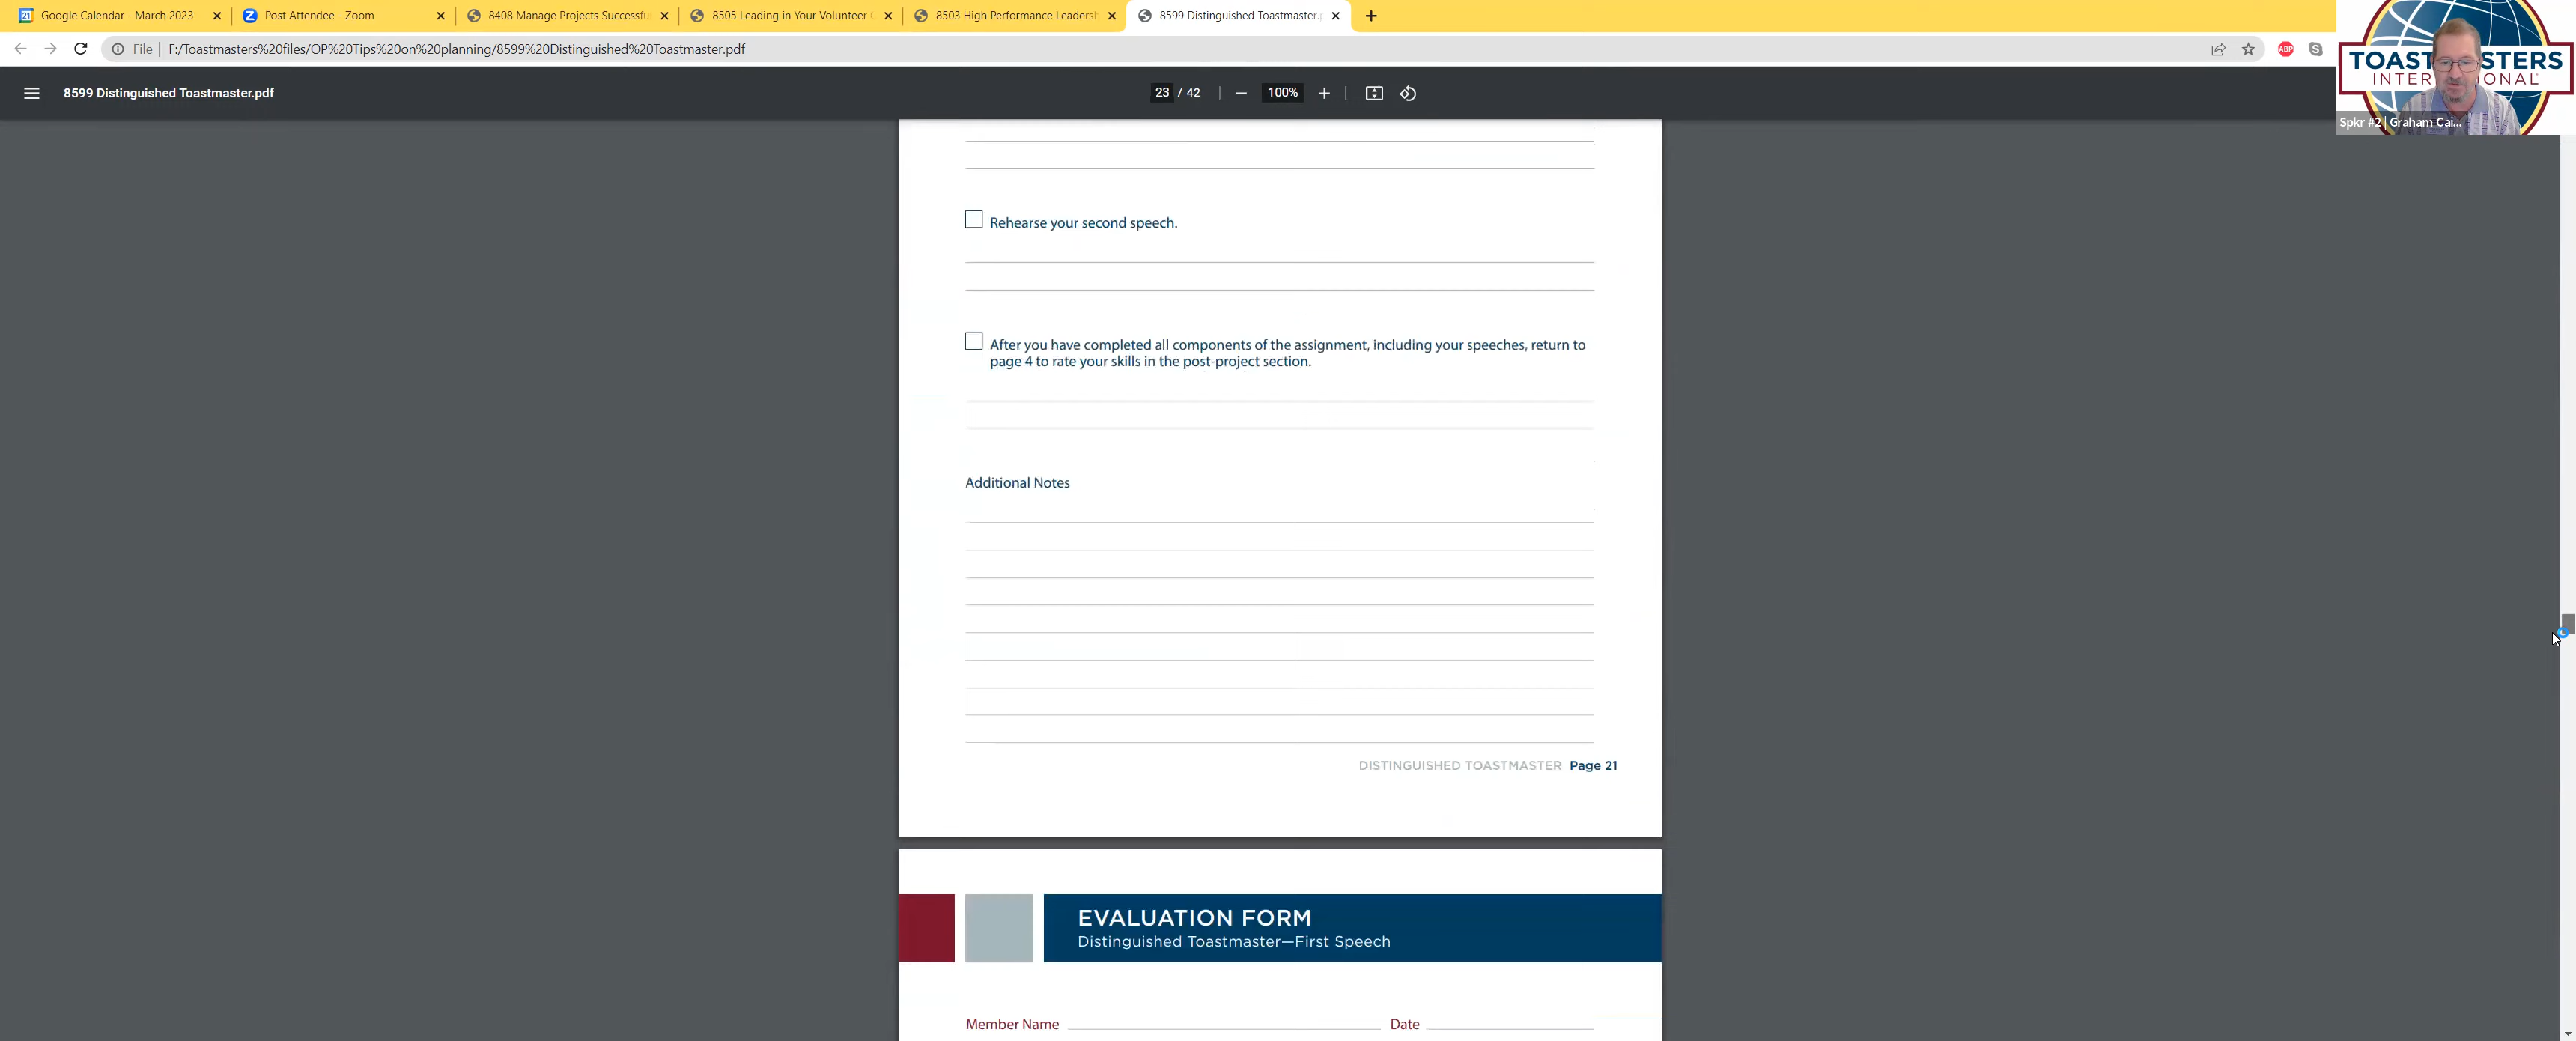 21 Google Calendar - March 2023
Post Attendee - Zoom
8408 Manage Projects Successfu
8505 Leading in Your Volunteer
8503 High Performance Leadersh
8599 Distinguished Toastmaster.
File | F:/Toastmasters%20files/OP%20Tips%20on%20planning/8599%20Distinguished%20Toastmaster.pdf
ABP
TOASTMASTERS
INTERNATIONAL
Spkr #2 | Graham Cai...
8599 Distinguished Toastmaster.pdf
23 / 42
100%
Rehearse your second speech.
After you have completed all components of the assignment, including your speeches, return to
page 4 to rate your skills in the post-project section.
Additional Notes
DISTINGUISHED TOASTMASTER Page 21
EVALUATION FORM
Distinguished Toastmaster—First Speech
Member Name
Date